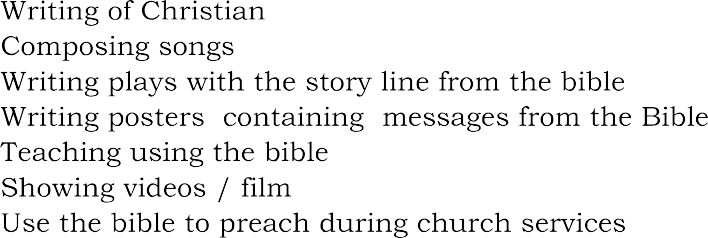 Writing of Christian
Composing songs
Writing plays with the story line from the bible
Writing posters containing messages from the Bible
Teaching using the bible
Showing videos / film
Use the bible to preach during church services